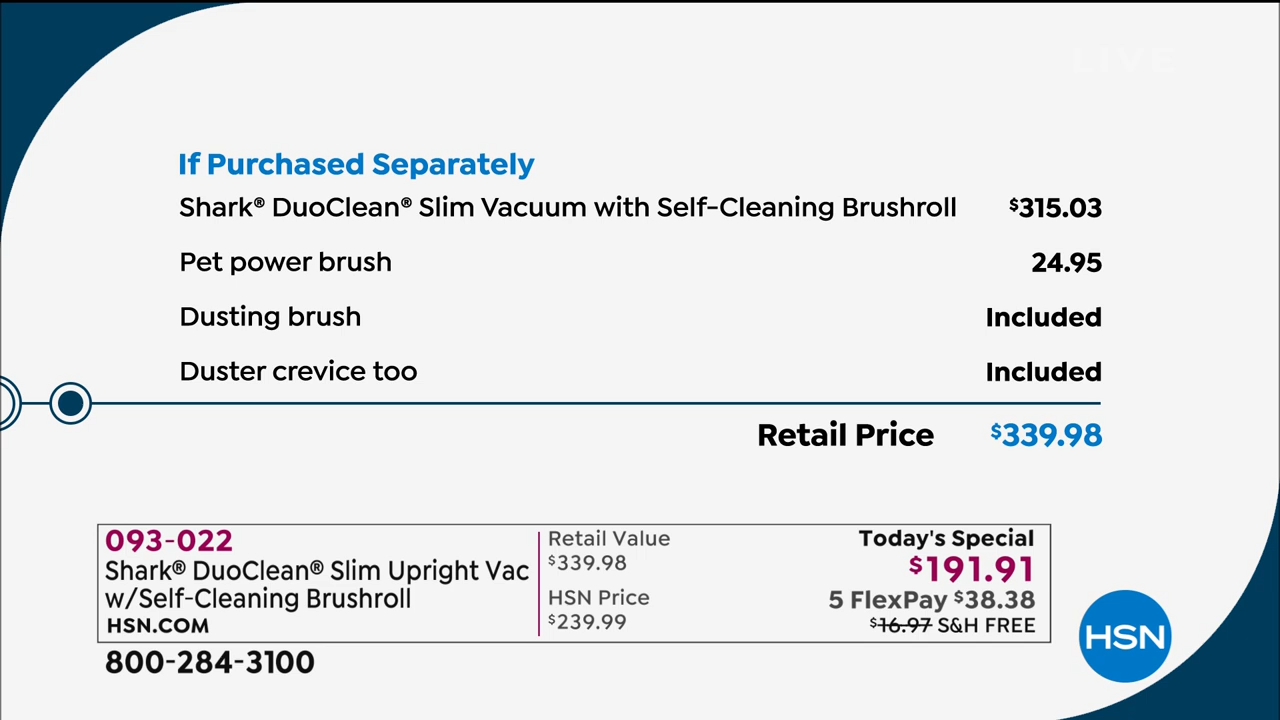 LIVE
If Purchased Separately
Shark® DuoClean® Slim Vacuum with Self-Cleaning Brushroll $315.03
Pet power brush 24.95
Dusting brush Included
Duster crevice too Included
Retail Price $339.98
093-022
Shark® DuoClean® Slim Upright Vac
w/Self-Cleaning Brushroll
HSN.COM
Retail Value
$339.98
HSN Price
$239.99
Today's Special
$191.91
5 FlexPay $38.38
$16.97 S&H FREE
800-284-3100
HSN